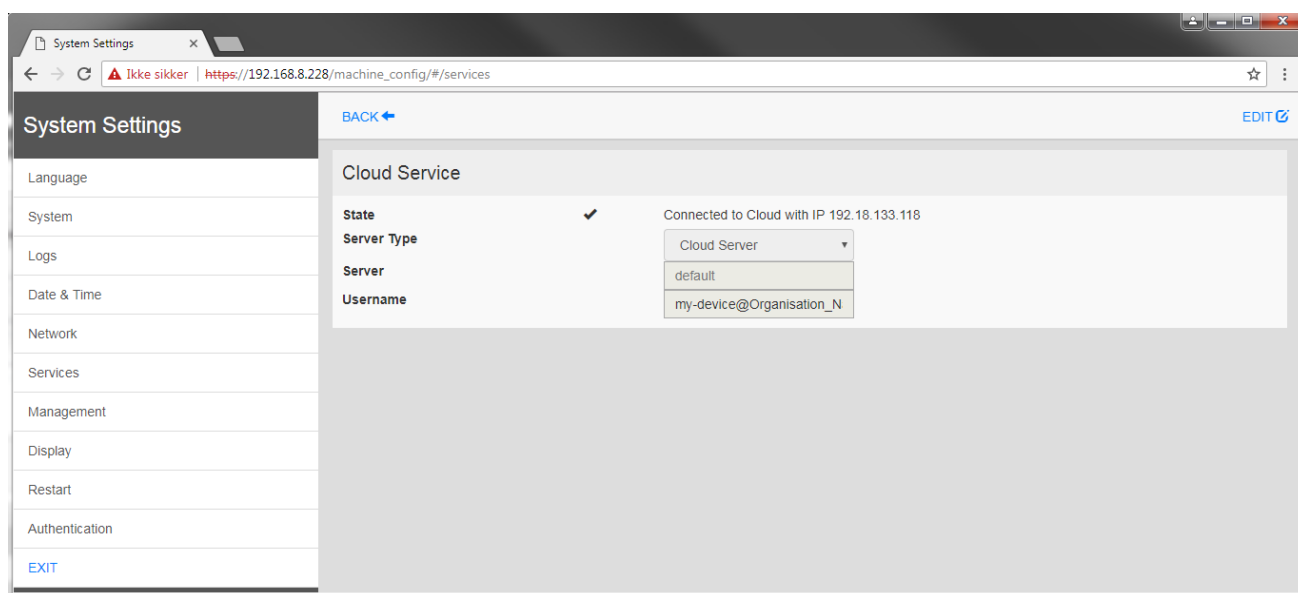 System Settings
Ikke sikker | https://192.168.8.228/machine_config/#/services
System Settings
BACK
EDIT
Language
System
Logs
Date & Time
Network
Services
Management
Display
Restart
Authentication
EXIT
Cloud Service
State Connected to Cloud with IP 192.18.133.118
Server Type Cloud Server
Server default
Username my-device@Organisation_N